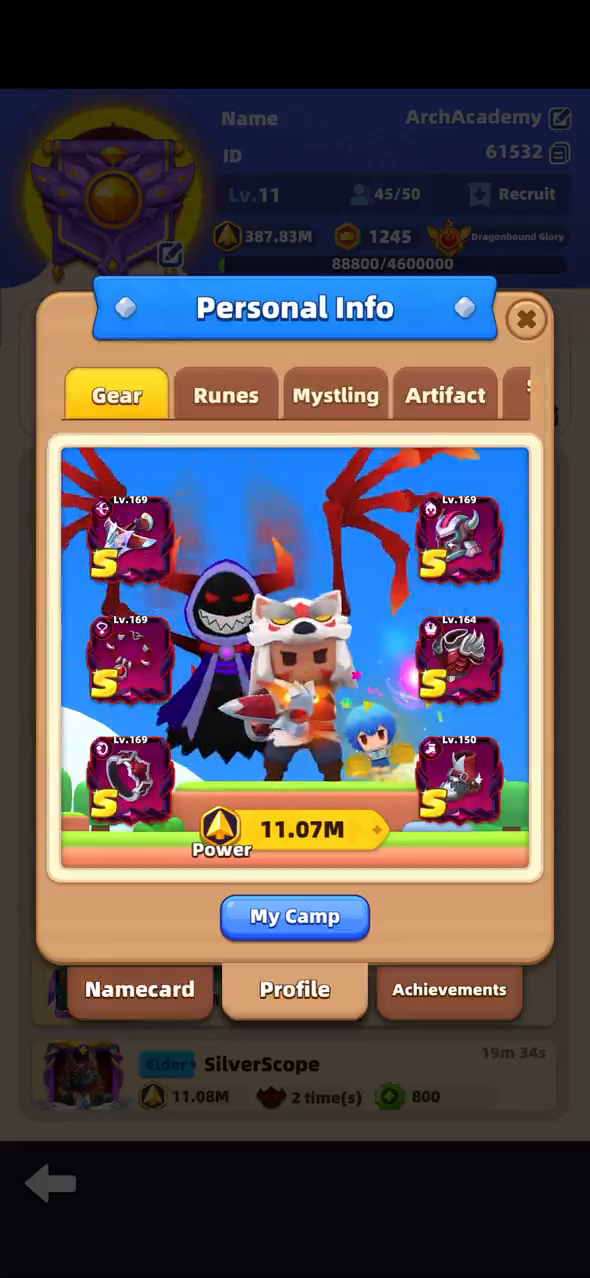 Name
ArchAcademy
ID
61532
Lv.11
45/50
Recruit
387.83M
1245
Dragonbound Glory
88800/4600000
Personal Info
Gear
Runes
Mystling
Artifact
Lv.169
S
Lv.169
S
Lv.169
S
Lv.164
S
Lv.169
S
Lv.150
S
11.07M
Power
My Camp
Namecard
Profile
Achievements
Elder
SilverScope
19m 34s
11.08M
2 time(s)
800